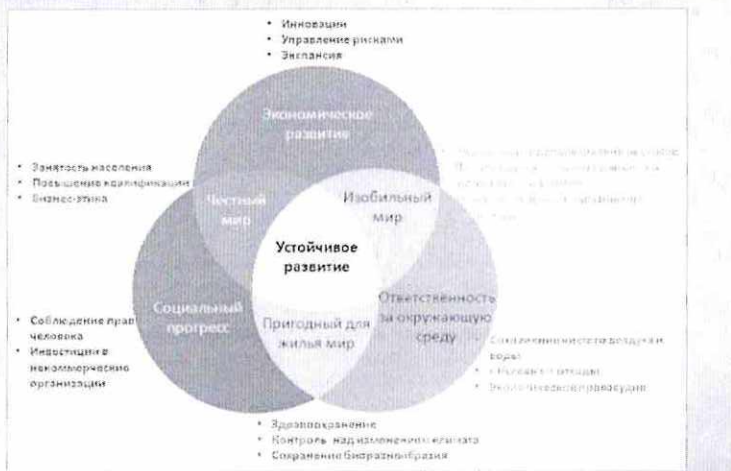 • Инновации
• Управление рисками
• Экспансия
Экономическое
развитие
• Занятость населения
• Повышение квалификации
• Бизнес-этика
Честный
мир
Изобильный
мир
Устойчивое
развитие
Социальный
прогресс
Пригодный для
жилья мир
Ответственность
за окружающую
среду
• Соблюдение прав
человека
• Инвестиции в
некоммерческие
организации
воздуха и
воды
• отходы
• Экологическое правосудие
• Здравоохранение
• Контроль над изменением климата
• Сохранение биоразнообразия